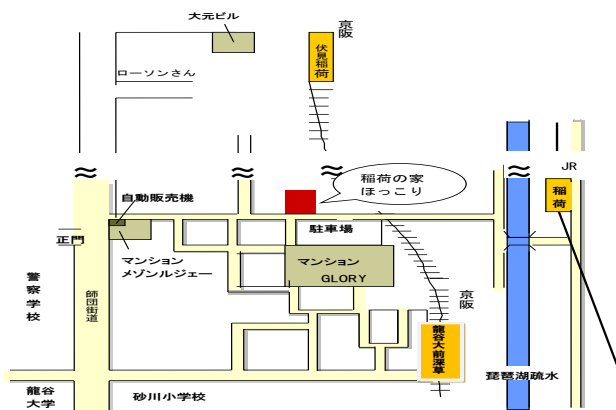 大元ビル
京阪
伏見稲荷
ローソンさん
≈
≈
≈
≈
JR
稲荷の家
ほっこり
稲荷
自動販売機
正門
駐車場
マンション
メゾンルジェー
マンション
GLORY
警察学校
師団街道
京阪
龍谷大前深草
琵琶湖疏水
龍谷
大学
砂川小学校